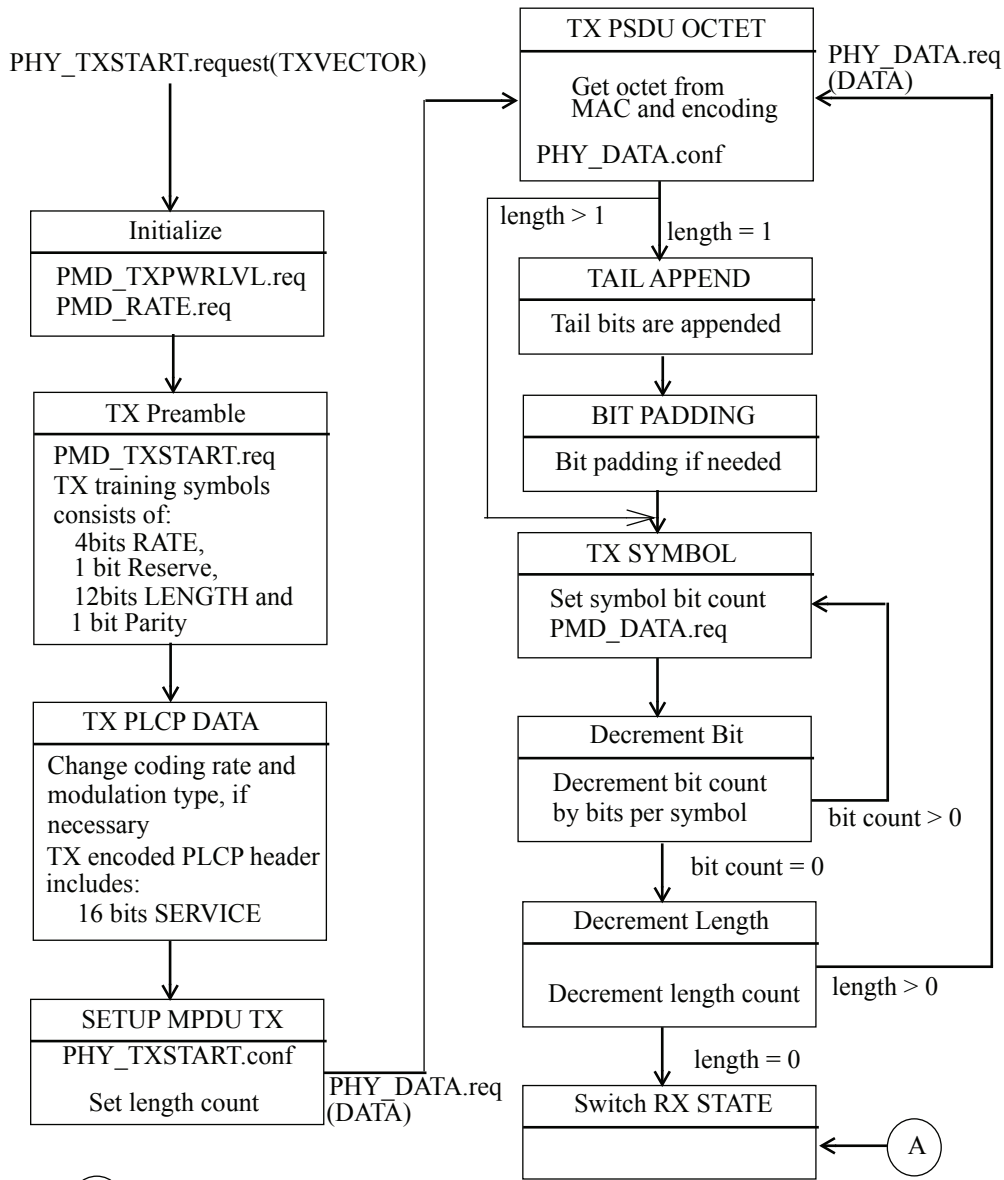 PHY_TXSTART.request(TXVECTOR)
Initialize
PMD_TXPWRLVL.req
PMD_RATE.req
TX Preamble
PMD_TXSTART.req
TX training symbols
consists of:
4bits RATE,
1 bit Reserve,
12bits LENGTH and
1 bit Parity
TX PLCP DATA
Change coding rate and
modulation type, if
necessary
TX encoded PLCP header
includes:
16 bits SERVICE
SETUP MPDU TX
PHY_TXSTART.conf
Set length count
PHY_DATA.req
(DATA)
TX PSDU OCTET
Get octet from
MAC and encoding
PHY_DATA.conf
PHY_DATA.req
(DATA)
length > 1
length = 1
TAIL APPEND
Tail bits are appended
BIT PADDING
Bit padding if needed
TX SYMBOL
Set symbol bit count
PMD_DATA.req
Decrement Bit
Decrement bit count
by bits per symbol
bit count > 0
bit count = 0
Decrement Length
Decrement length count
length > 0
length = 0
Switch RX STATE
A